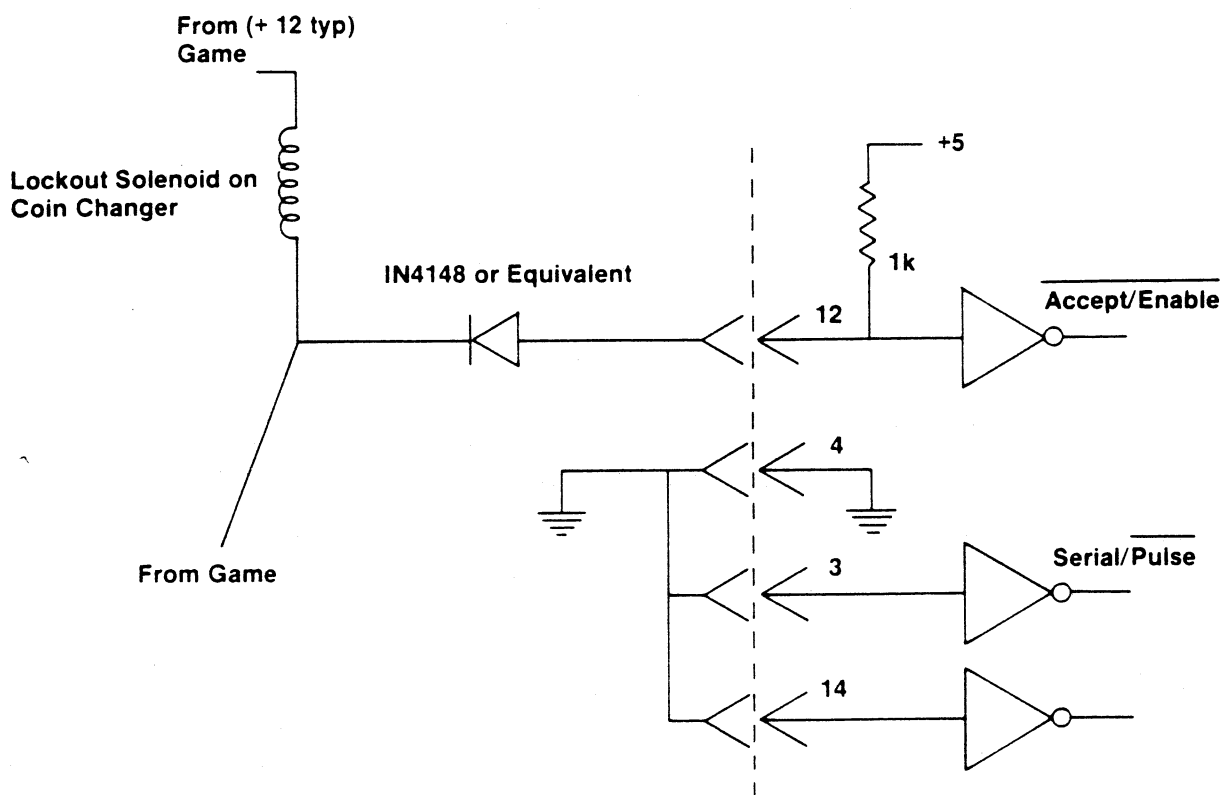 From (+ 12 typ)
Game
Lockout Solenoid on
Coin Changer
+5
1k
IN4148 or Equivalent
12
Accept/Enable
4
3
Serial/Pulse
From Game
14